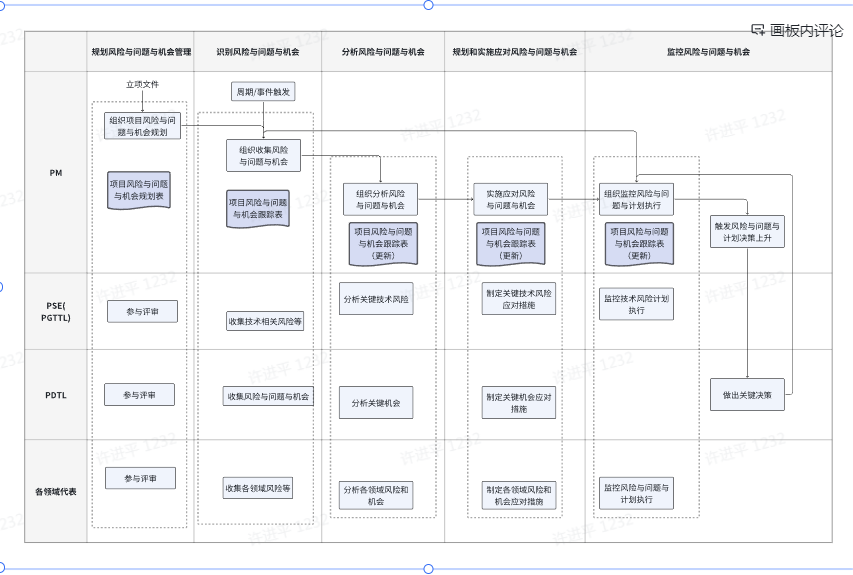 画板内评论
规划风险与问题与机会管理
识别风险与问题与机会
分析风险与问题与机会
规划和实施应对风险与问题与机会
监控风险与问题与机会
PM
立项文件
组织项目风险与问
题与机会规划
项目风险与问题
与机会规划表
周期/事件触发
组织收集风险
与问题与机会
项目风险与问题
与机会跟踪表
组织分析风险
与问题与机会
项目风险与问题
与机会跟踪表
（更新）
实施应对风险
与问题与机会
项目风险与问题
与机会跟踪表
（更新）
组织监控风险与问
题与计划执行
项目风险与问题
与机会跟踪表
（更新）
触发风险与问题与
计划决策上升
PSE(
PGTTL)
参与评审
收集技术相关风险等
分析关键技术风险
制定关键技术风险
应对措施
监控技术风险计划
执行
PDTL
参与评审
收集风险与问题与机会
分析关键机会
制定关键机会应对
措施
做出关键决策
各领域代表
参与评审
收集各领域风险等
分析各领域风险和
机会
制定各领域风险和
机会应对措施
监控风险与问题与
计划执行
许进平 1232